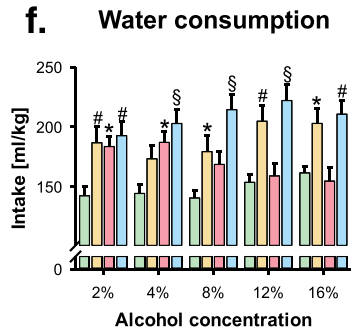 f. Water consumption
250
# # * § * § * # § * #
200
150
0
Intake [ml/kg]
2% 4% 8% 12% 16%
Alcohol concentration